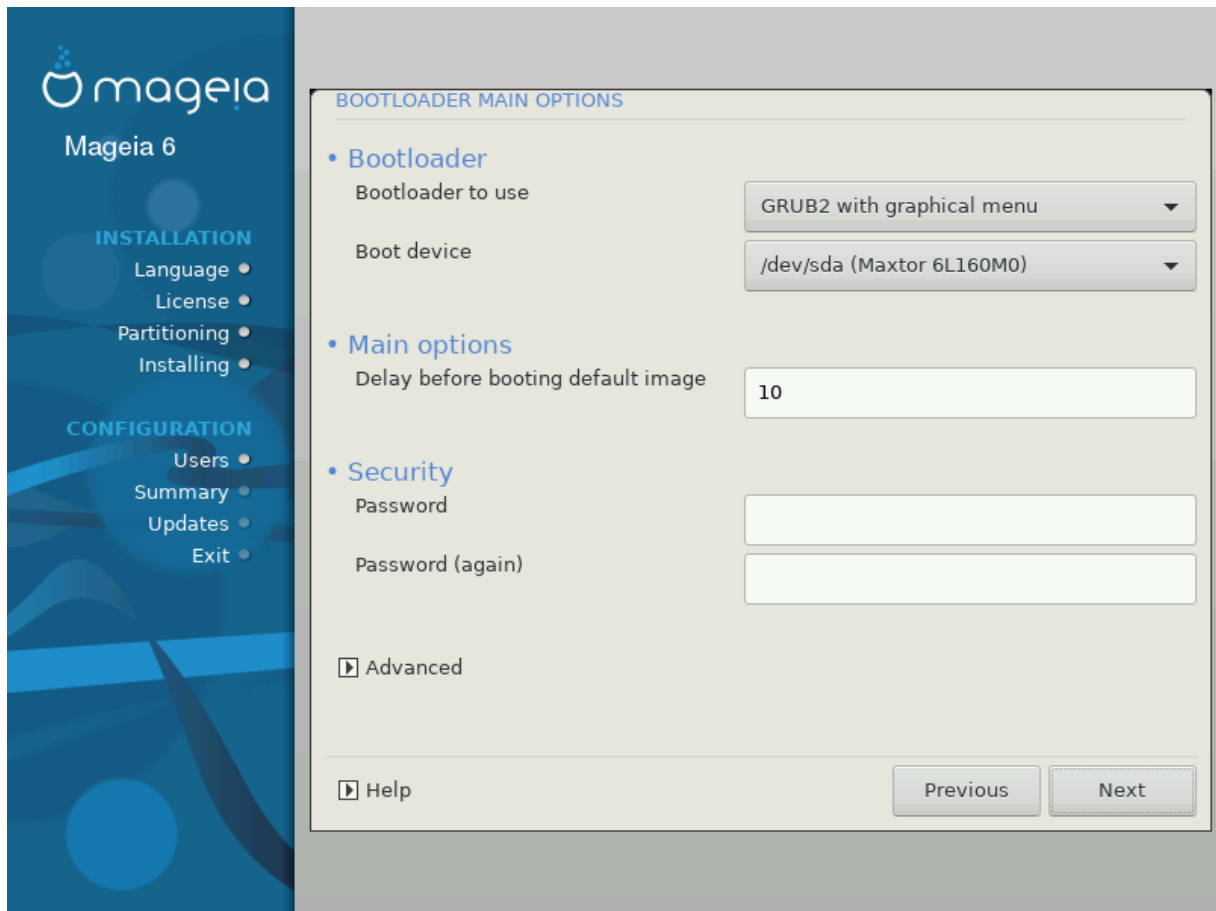 mageia
Mageia 6
INSTALLATION
Language
License
Partitioning
Installing
CONFIGURATION
Users
Summary
Updates
Exit
BOOTLOADER MAIN OPTIONS
• Bootloader
Bootloader to use
GRUB2 with graphical menu
Boot device
/dev/sda (Maxtor 6L160M0)
• Main options
Delay before booting default image
10
• Security
Password
Password (again)
Advanced
Help
Previous
Next